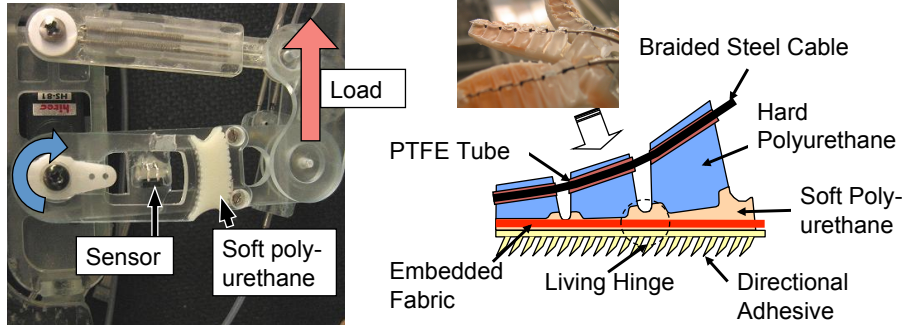 hitec
HS-81
Load
Sensor
Soft poly-
urethane
Braided Steel Cable
Hard
Polyurethane
PTFE Tube
Soft Poly-
urethane
Embedded
Fabric
Living Hinge
Directional
Adhesive